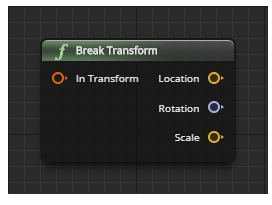 f Break Transform
In Transform Location
Rotation
Scale